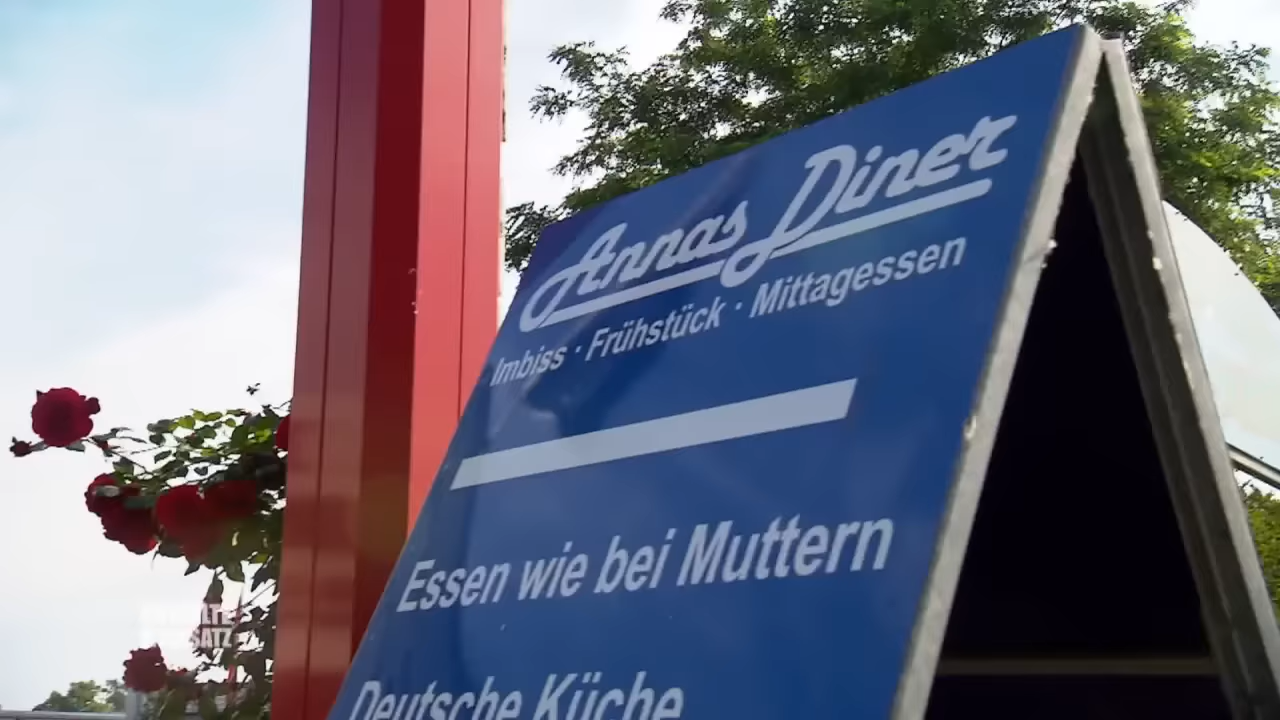 Annas Diner
Imbiss · Frühstück · Mittagessen
Essen wie bei Muttern
Deutsche Küche